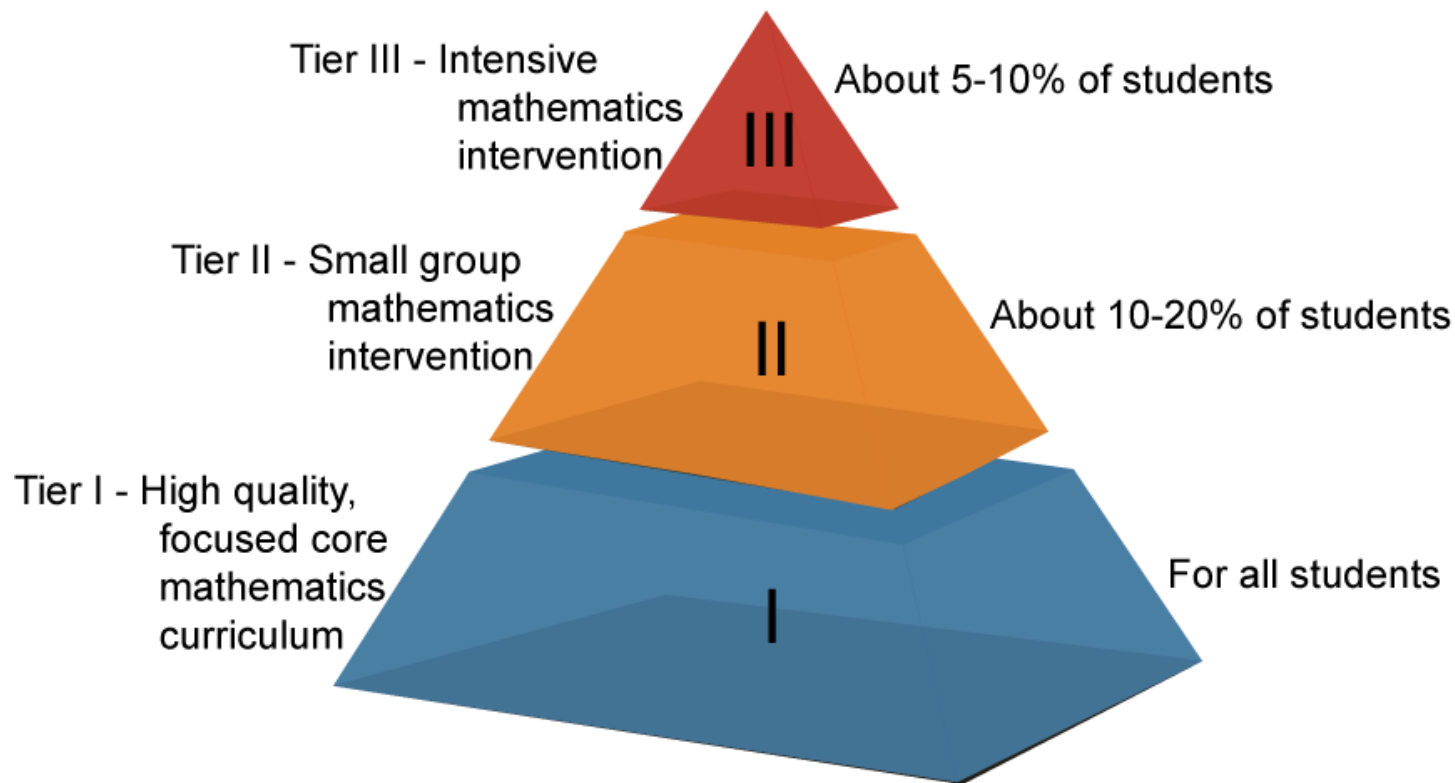 Tier III - Intensive
mathematics
intervention
About 5-10% of students
III
Tier II - Small group
mathematics
intervention
About 10-20% of students
II
Tier I - High quality,
focused core
mathematics
curriculum
For all students
I